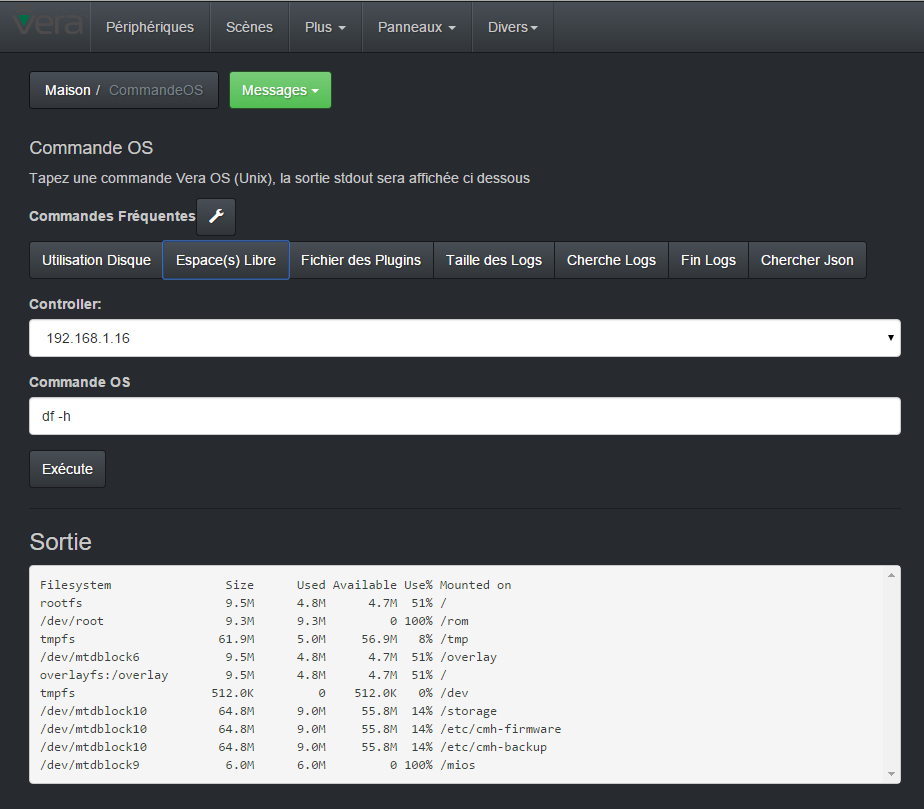 vera Périphériques Scènes Plus Panneaux Divers
Maison / CommandeOS Messages
Commande OS
Tapez une commande Vera OS (Unix), la sortie stdout sera affichée ci dessous
Commandes Fréquentes
Utilisation Disque Espace(s) Libre Fichier des Plugins Taille des Logs Cherche Logs Fin Logs Chercher Json
Controller:
192.168.1.16
Commande OS
df -h
Exécute
Sortie
Filesystem Size Used Available Use% Mounted on
rootfs 9.5M 4.8M 4.7M 51% /
/dev/root 9.3M 9.3M 0 100% /rom
tmpfs 61.9M 5.0M 56.9M 8% /tmp
/dev/mtdblock6 9.5M 4.8M 4.7M 51% /overlay
overlayfs:/overlay 9.5M 4.8M 4.7M 51% /
tmpfs 512.0K 0 512.0K 0% /dev
/dev/mtdblock10 64.8M 9.0M 55.8M 14% /storage
/dev/mtdblock10 64.8M 9.0M 55.8M 14% /etc/cmh-firmware
/dev/mtdblock10 64.8M 9.0M 55.8M 14% /etc/cmh-backup
/dev/mtdblock9 6.0M 6.0M 0 100% /mios